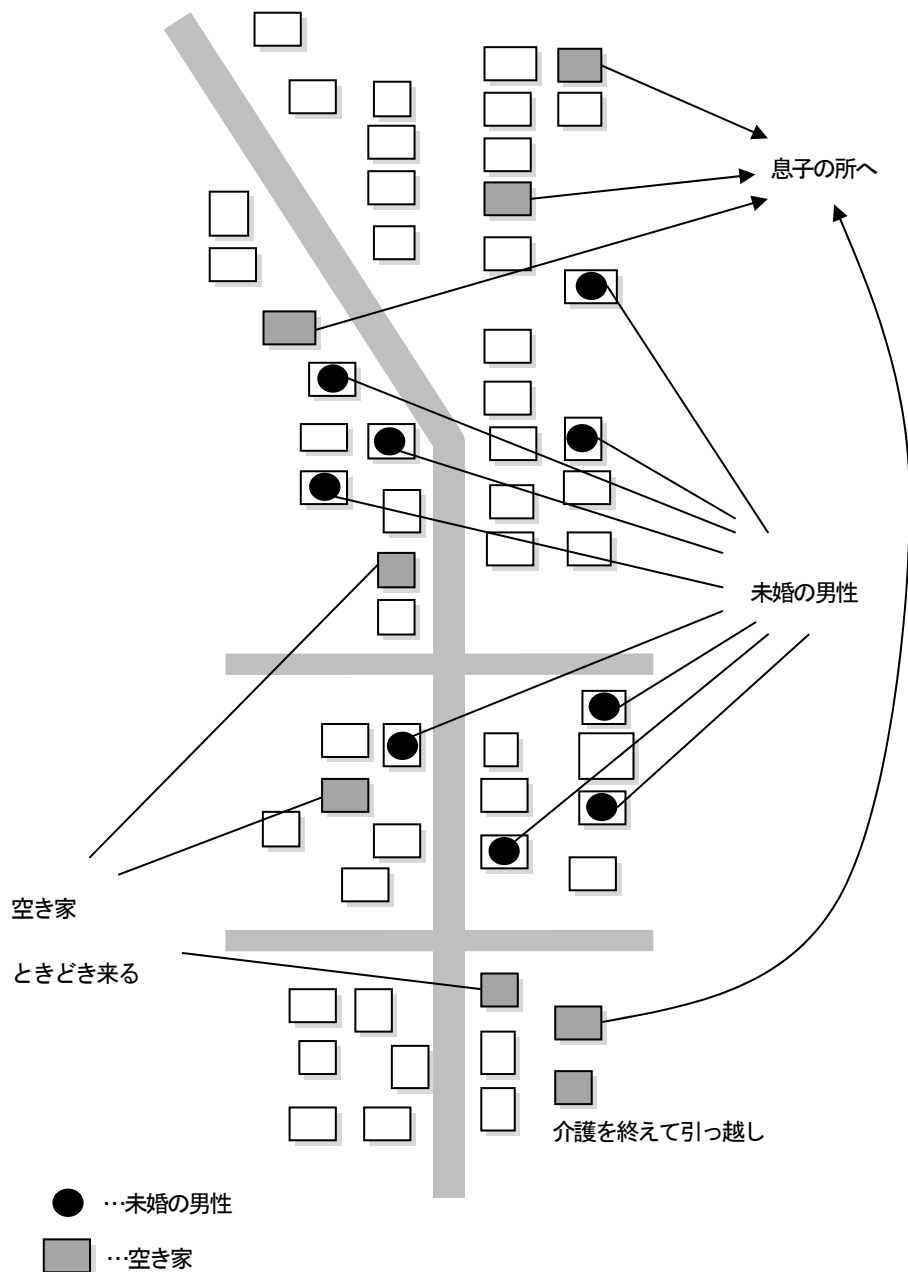 息子の所へ
未婚の男性
空き家
ときどき来る
介護を終えて引っ越し
…未婚の男性
…空き家